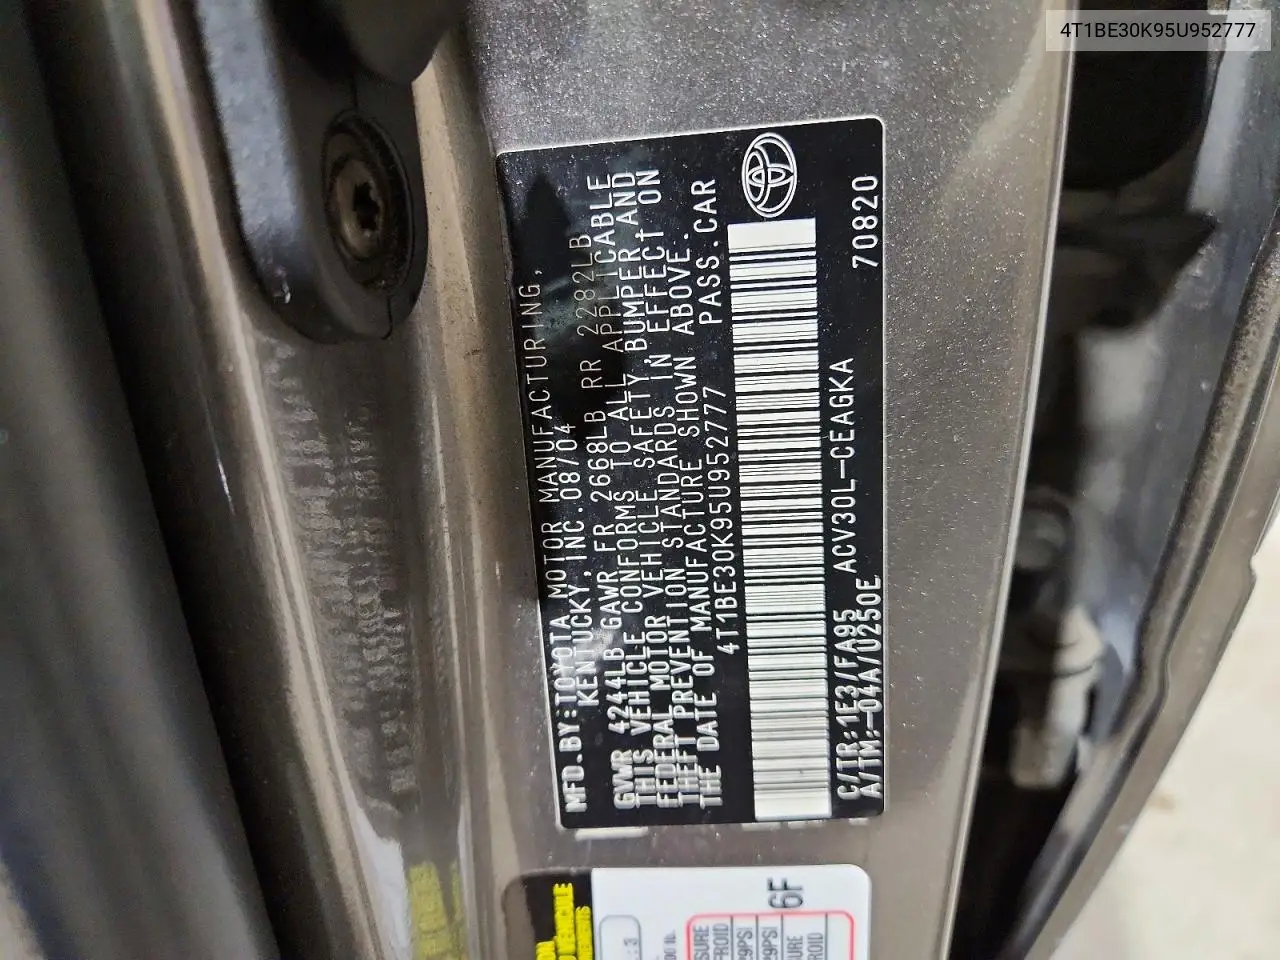 4T1BE30K95U952777
MFD.BY:TOYOTA MOTOR MANUFACTURING,
KENTUCKY,INC.08/04
GVWR 4244LB GAWR FR 2668LB RR 2282LB
THIS VEHICLE CONFORMS TO ALL APPLICABLE
FEDERAL MOTOR VEHICLE SAFETY,BUMPER,AND
THEFT PREVENTION STANDARDS IN EFFECT ON
THE DATE OF MANUFACTURE SHOWN ABOVE.
4T1BE30K95U952777 PASS.CAR
C/TR:1E3/FA95 ACV30L-CEAGKA 70820
A/TM:-04A/U250E
6F
29PSI
29PSI